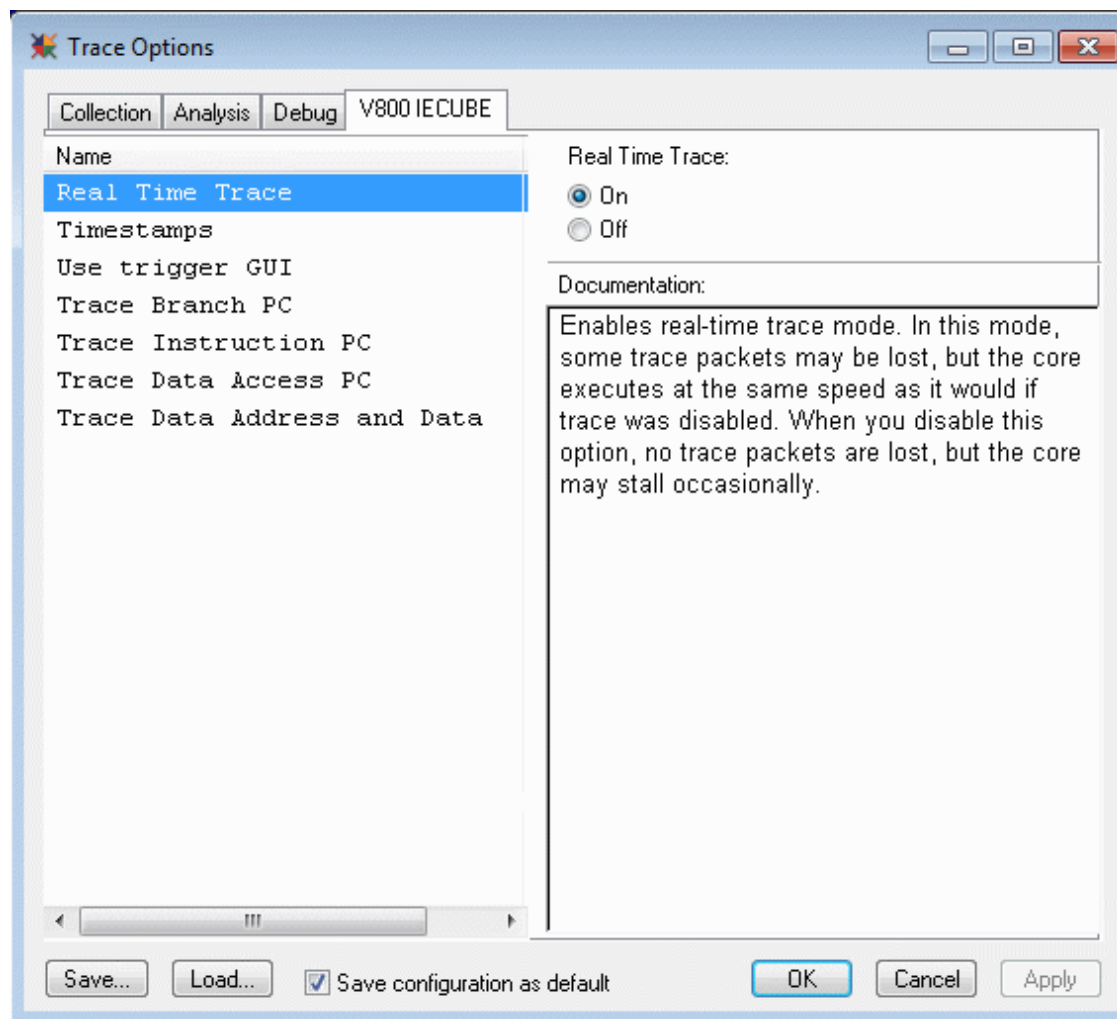 Trace Options
Collection Analysis Debug V800 IECUBE
Name
Real Time Trace
Timestamps
Use trigger GUI
Trace Branch PC
Trace Instruction PC
Trace Data Access PC
Trace Data Address and Data
Real Time Trace:
On
Off
Documentation:
Enables real-time trace mode. In this mode,
some trace packets may be lost, but the core
executes at the same speed as it would if
trace was disabled. When you disable this
option, no trace packets are lost, but the core
may stall occasionally.
Save... Load... Save configuration as default OK Cancel Apply